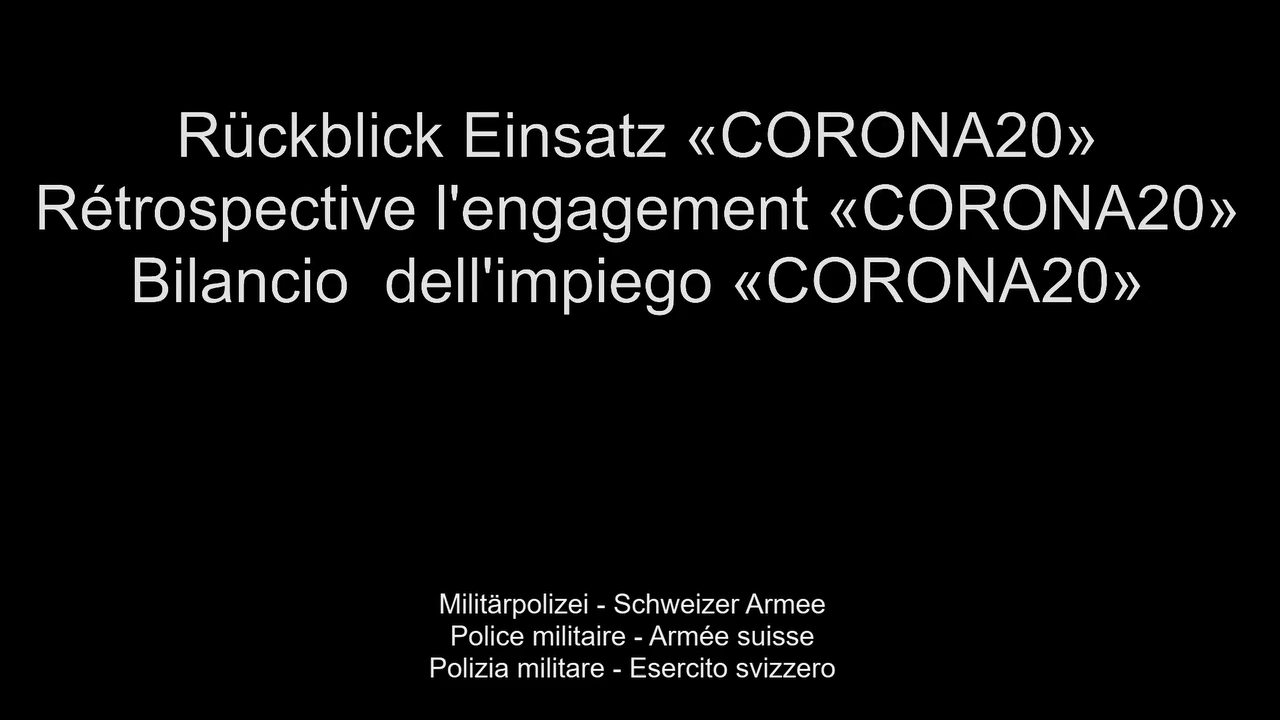 Rückblick Einsatz «CORONA20»
Rétrospective l'engagement «CORONA20»
Bilancio  dell'impiego «CORONA20»
Militärpolizei - Schweizer Armee
Police militaire - Armée suisse
Polizia militare - Esercito svizzero